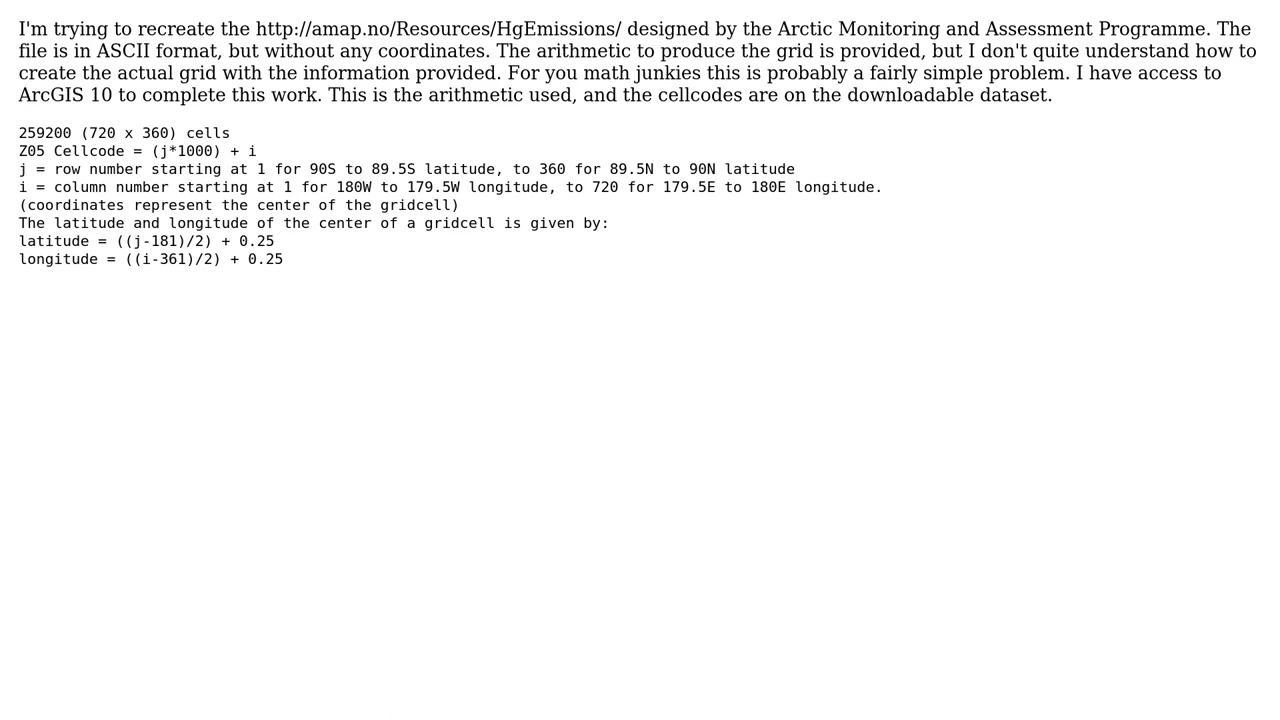 I'm trying to recreate the http://amap.no/Resources/HgEmissions/ designed by the Arctic Monitoring and Assessment Programme. The
file is in ASCII format, but without any coordinates. The arithmetic to produce the grid is provided, but I don't quite understand how to
create the actual grid with the information provided. For you math junkies this is probably a fairly simple problem. I have access to
ArcGIS 10 to complete this work. This is the arithmetic used, and the cellcodes are on the downloadable dataset.
259200 (720 x 360) cells
Z05 Cellcode = (j*1000) + i
j = row number starting at 1 for 90S to 89.5S latitude, to 360 for 89.5N to 90N latitude
i = column number starting at 1 for 180W to 179.5W longitude, to 720 for 179.5E to 180E longitude.
(coordinates represent the center of the gridcell)
The latitude and longitude of the center of a gridcell is given by:
latitude = ((j-181)/2) + 0.25
longitude = ((i-361)/2) + 0.25